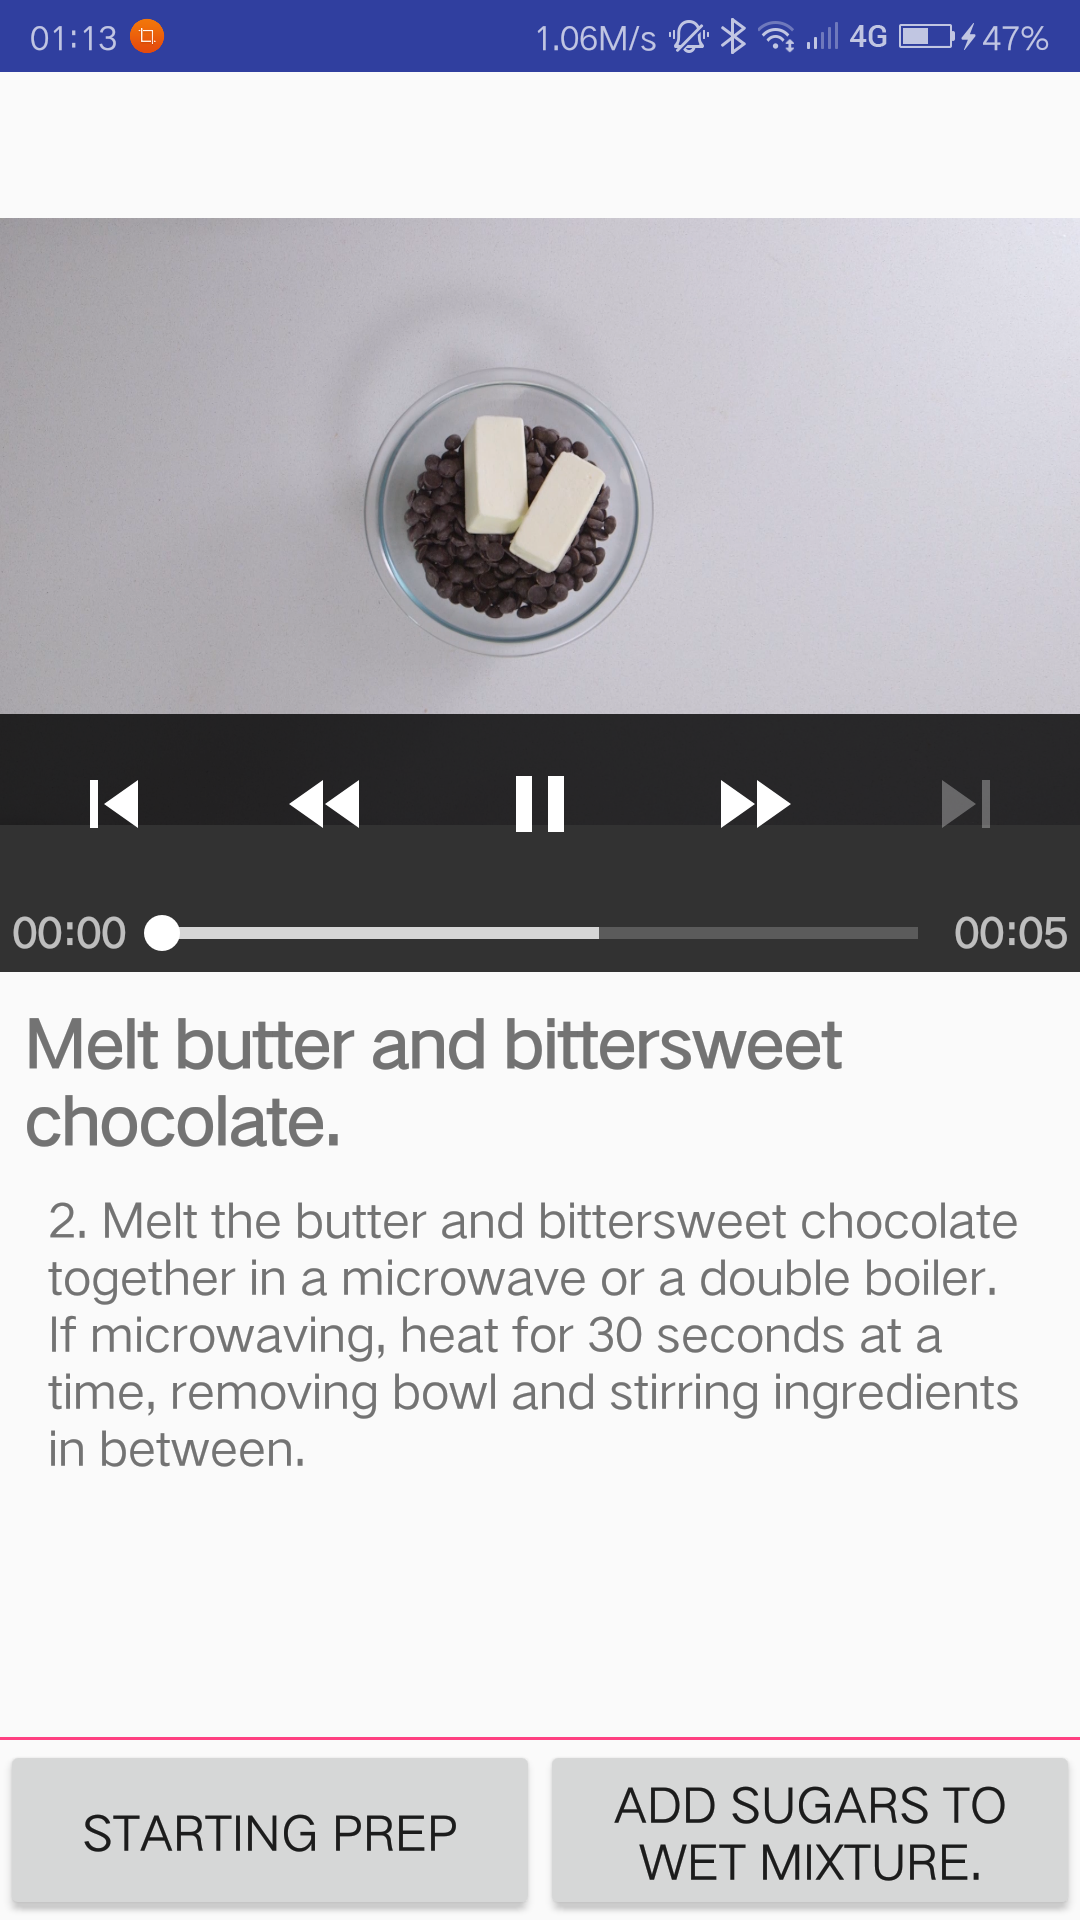 01:13
1.06M/s 4G 47%
00:00 00:05
Melt butter and bittersweet
chocolate.
2. Melt the butter and bittersweet chocolate
together in a microwave or a double boiler.
If microwaving, heat for 30 seconds at a
time, removing bowl and stirring ingredients
in between.
STARTING PREP
ADD SUGARS TO
WET MIXTURE.